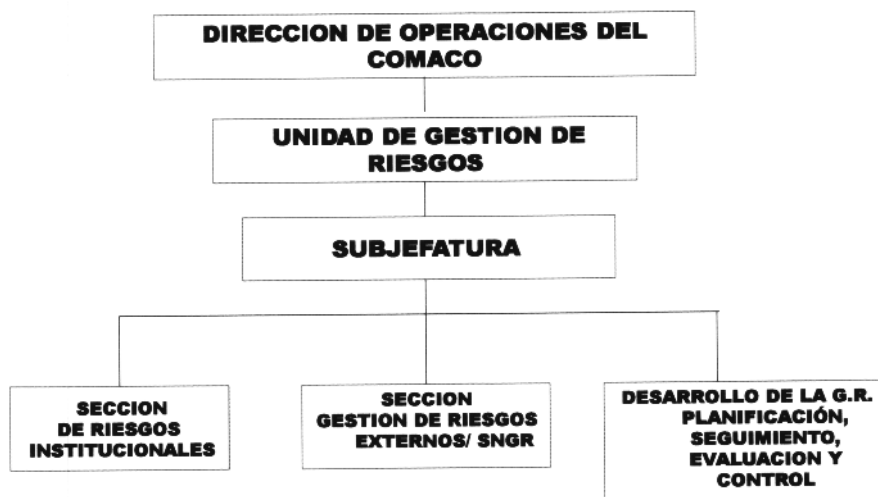 DIRECCION DE OPERACIONES DEL
COMACO
UNIDAD DE GESTION DE
RIESGOS
SUBJEFATURA
SECCION
DE RIESGOS
INSTITUCIONALES
SECCION
GESTION DE RIESGOS
EXTERNOS/ SNGR
DESARROLLO DE LA G.R.
PLANIFICACIÓN,
SEGUIMIENTO,
EVALUACION Y
CONTROL